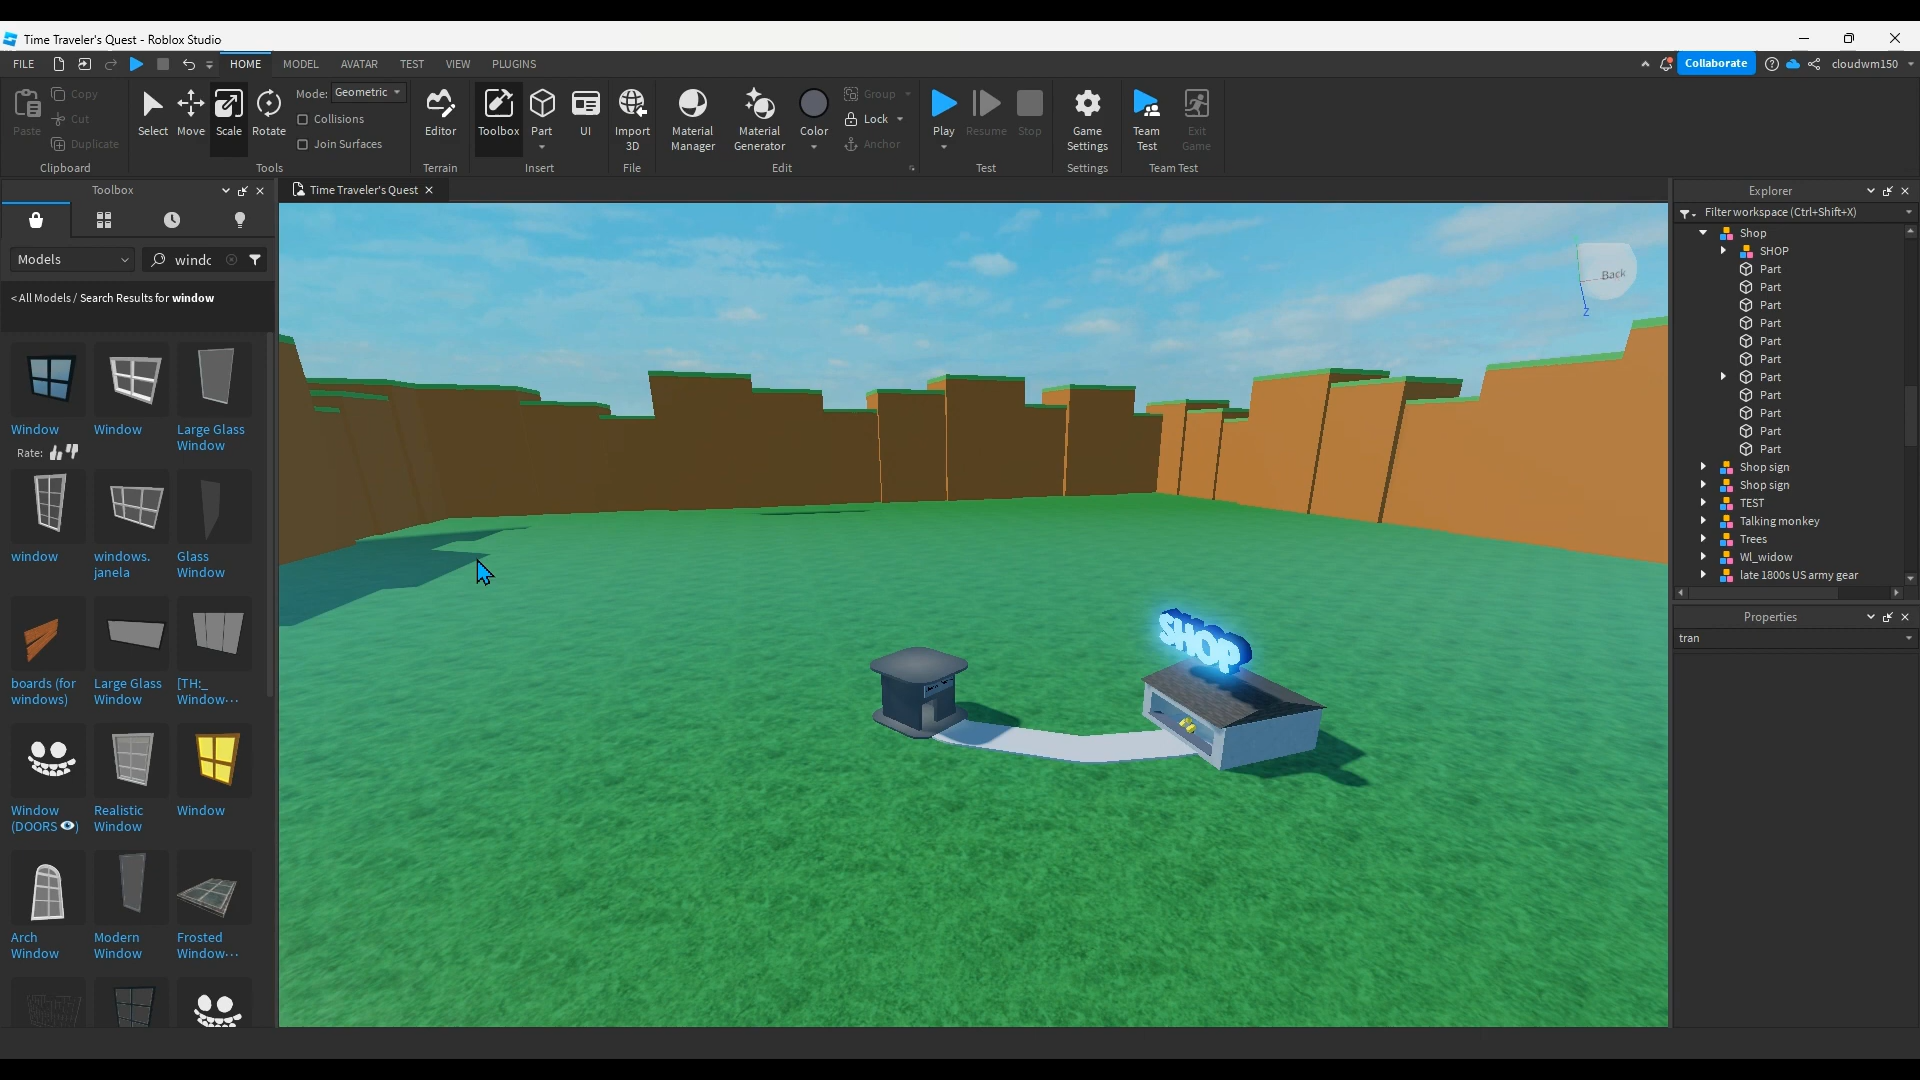 Time Traveler's Quest - Roblox Studio
FILE
HOME
MODEL
AVATAR
TEST
VIEW
PLUGINS
Collaborate
cloudwm150
Paste
Copy
Cut
Duplicate
Clipboard
Select
Move
Scale
Rotate
Mode: Geometric
Collisions
Join Surfaces
Tools
Editor
Terrain
Toolbox
Part
UI
Insert
Import
3D
File
Material
Manager
Material
Generator
Color
Group
Lock
Anchor
Edit
Play
Resume
Stop
Test
Game
Settings
Settings
Team
Test
Exit
Game
Team Test
Toolbox
Models
windc
< All Models / Search Results for window
Window
Rate:
Window
Large Glass
Window
window
windows.
janela
Glass
Window
boards (for
windows)
Large Glass
Window
[TH:_
Window...
Window
(DOORS 👁)
Realistic
Window
Window
Arch
Window
Modern
Window
Frosted
Window...
Time Traveler's Quest
Back
Z
SHOP
Explorer
Filter workspace (Ctrl+Shift+X)
Shop
SHOP
Part
Part
Part
Part
Part
Part
Part
Part
Part
Part
Part
Shop sign
Shop sign
TEST
Talking monkey
Trees
Wl_widow
late 1800s US army gear
Properties
tran